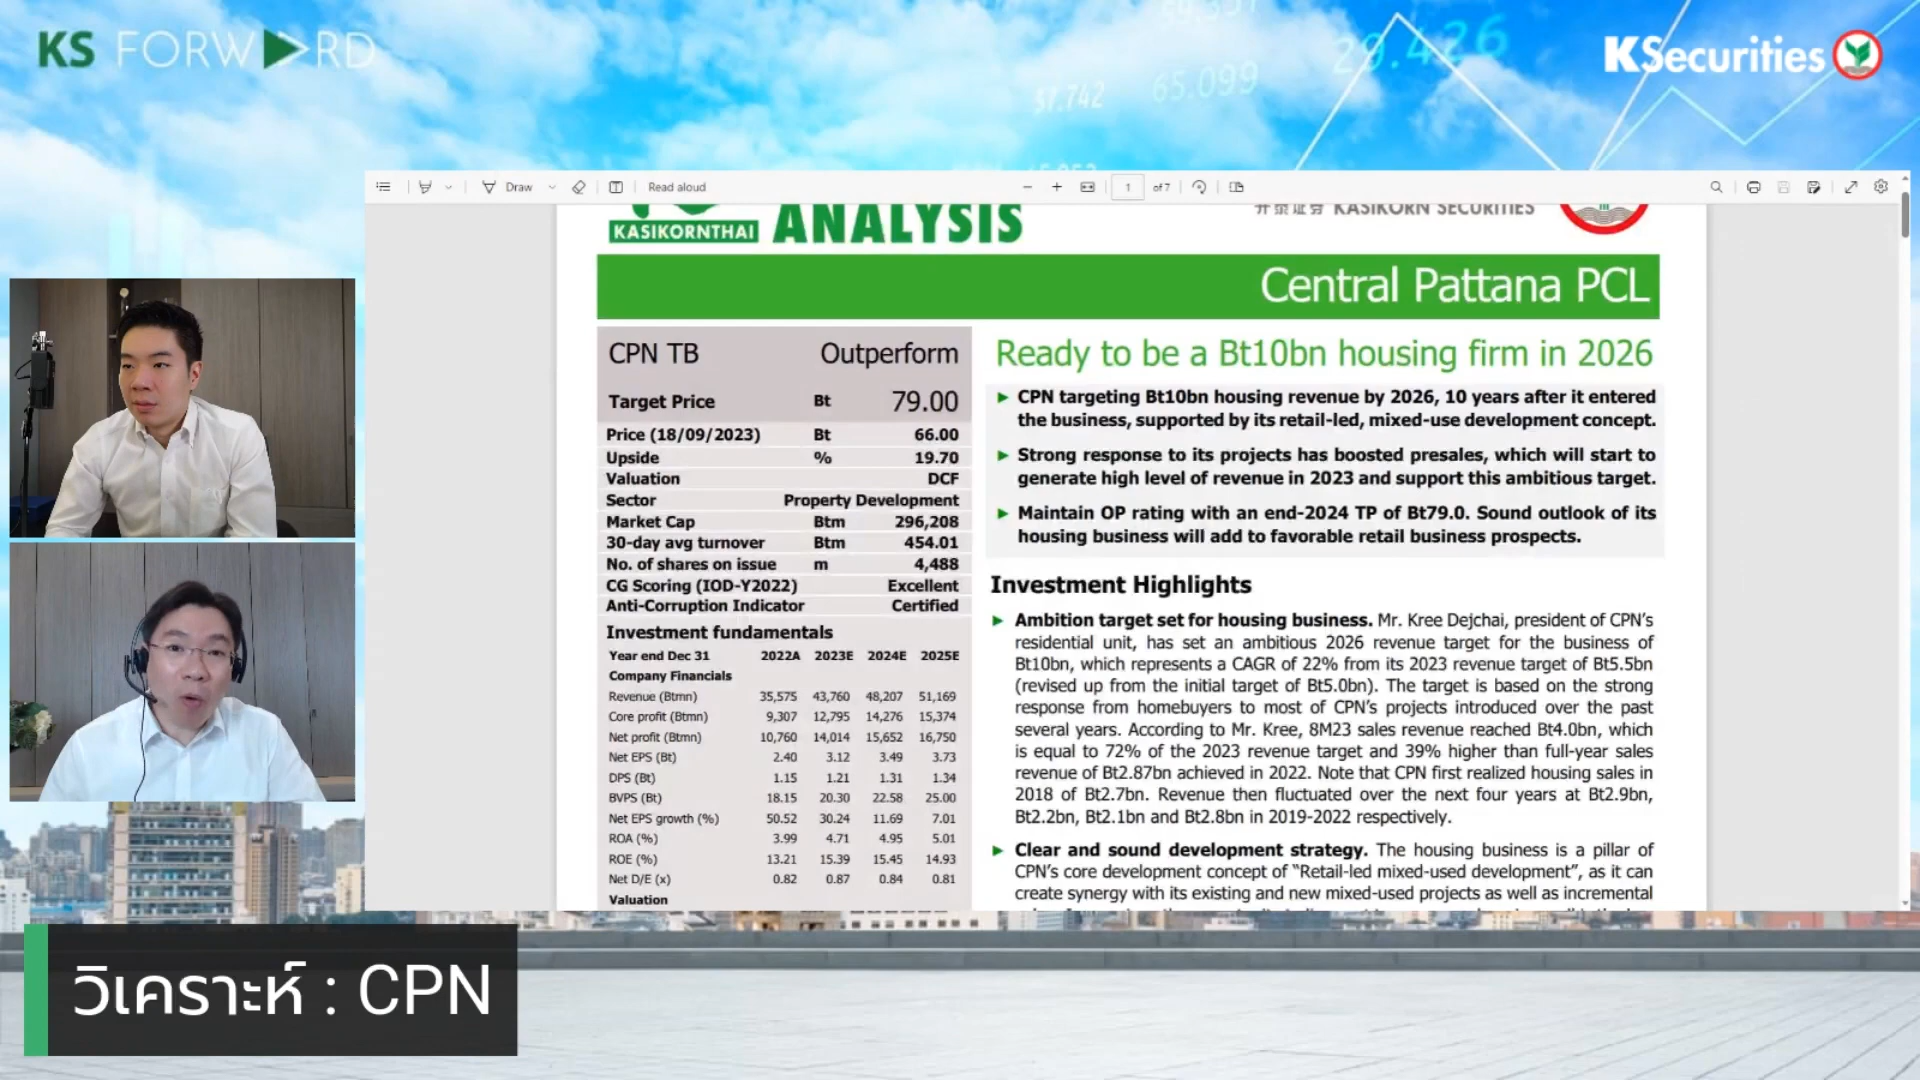 KS FORWARD
KSecurities
59.351
29.426
57.742
65.099
Draw
Read aloud
1
of 7
KASIKORNTHAI
ANALYSIS
开泰证券 KASIKORN SECURITIES
Central Pattana PCL
CPN TB Outperform
Target Price Bt 79.00
Price (18/09/2023) Bt 66.00
Upside % 19.70
Valuation DCF
Sector Property Development
Market Cap Btm 296,208
30-day avg turnover Btm 454.01
No. of shares on issue m 4,488
CG Scoring (IOD-Y2022) Excellent
Anti-Corruption Indicator Certified
Investment fundamentals
Year end Dec 31 2022A 2023E 2024E 2025E
Company Financials
Revenue (Btmn) 35,575 43,760 48,207 51,169
Core profit (Btmn) 9,307 12,795 14,276 15,374
Net profit (Btmn) 10,760 14,014 15,652 16,750
Net EPS (Bt) 2.40 3.12 3.49 3.73
DPS (Bt) 1.15 1.21 1.31 1.34
BVPS (Bt) 18.15 20.30 22.58 25.00
Net EPS growth (%) 50.52 30.24 11.69 7.01
ROA (%) 3.99 4.71 4.95 5.01
ROE (%) 13.21 15.39 15.45 14.93
Net D/E (x) 0.82 0.87 0.84 0.81
Valuation
Ready to be a Bt10bn housing firm in 2026
► CPN targeting Bt10bn housing revenue by 2026, 10 years after it entered
the business, supported by its retail-led, mixed-use development concept.
► Strong response to its projects has boosted presales, which will start to
generate high level of revenue in 2023 and support this ambitious target.
► Maintain OP rating with an end-2024 TP of Bt79.0. Sound outlook of its
housing business will add to favorable retail business prospects.
Investment Highlights
► Ambition target set for housing business. Mr. Kree Dejchai, president of CPN's
residential unit, has set an ambitious 2026 revenue target for the business of
Bt10bn, which represents a CAGR of 22% from its 2023 revenue target of Bt5.5bn
(revised up from the initial target of Bt5.0bn). The target is based on the strong
response from homebuyers to most of CPN's projects introduced over the past
several years. According to Mr. Kree, 8M23 sales revenue reached Bt4.0bn, which
is equal to 72% of the 2023 revenue target and 39% higher than full-year sales
revenue of Bt2.87bn achieved in 2022. Note that CPN first realized housing sales in
2018 of Bt2.7bn. Revenue then fluctuated over the next four years at Bt2.9bn,
Bt2.2bn, Bt2.1bn and Bt2.8bn in 2019-2022 respectively.
► Clear and sound development strategy. The housing business is a pillar of
CPN's core development concept of "Retail-led mixed-used development", as it can
create synergy with its existing and new mixed-used projects as well as incremental
วิเคราะห์ : CPN